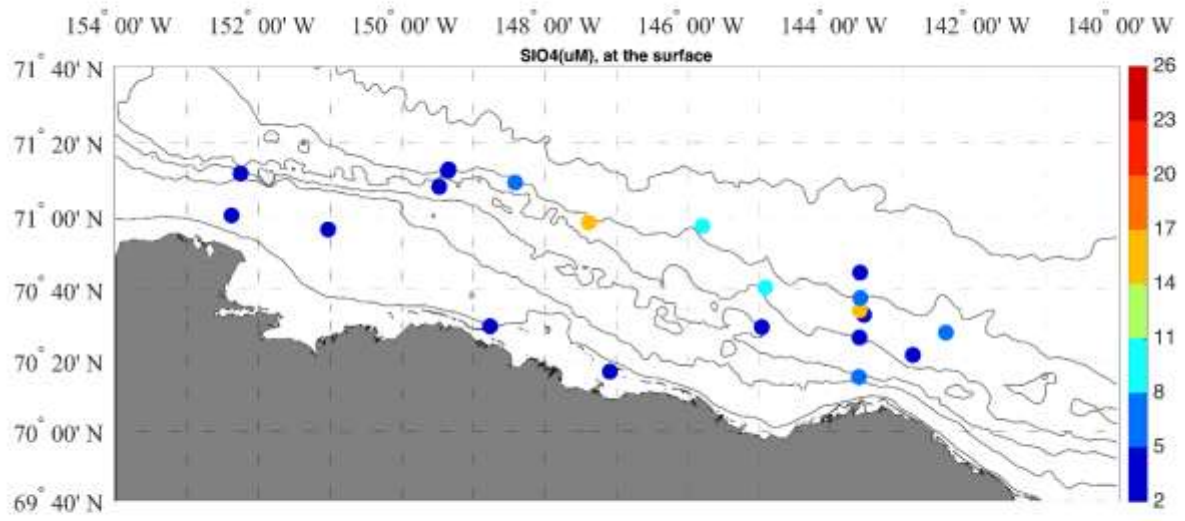 154° 00' W 152° 00' W 150° 00' W 148° 00' W 146° 00' W 144° 00' W 142° 00' W 140° 00' W
SIO4(uM), at the surface
71° 40' N
71° 20' N
71° 00' N
70° 40' N
70° 20' N
70° 00' N
69° 40' N
26
23
20
17
14
11
8
5
2